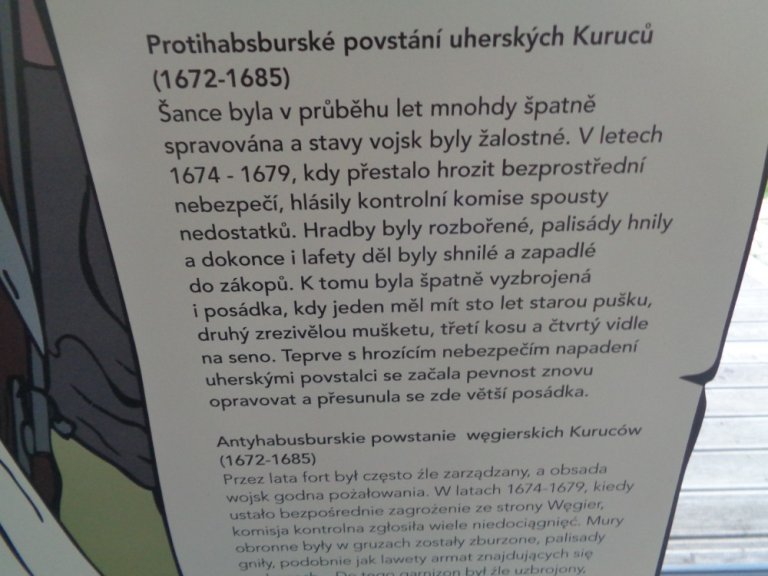 Protihabsburské povstání uherských Kuruců
(1672-1685)
Šance byla v průběhu let mnohdy špatně
spravována a stavy vojsk byly žalostné. V letech
1674 - 1679, kdy přestalo hrozit bezprostřední
nebezpečí, hlásily kontrolní komise spousty
nedostatků. Hradby byly rozbořené, palisády hnily
a dokonce i lafety děl byly shnilé a zapadlé
do zákopů. K tomu byla špatně vyzbrojená
i posádka, kdy jeden měl mít sto let starou pušku,
druhý zrezivělou mušketu, třetí kosu a čtvrtý vidle
na seno. Teprve s hrozícím nebezpečím napadení
uherskými povstalci se začala pevnost znovu
opravovat a přesunula se zde větší posádka.
Antyhabusburskie powstanie węgierskich Kuruców
(1672-1685)
Przez lata fort był często źle zarządzany, a obsada
wojsk godna pożałowania. W latach 1674-1679, kiedy
ustało bezpośrednie zagrożenie ze strony Węgier,
komisja kontrolna zgłosiła wiele niedociągnięć. Mury
obronne były w gruzach zostały zburzone, palisady
gniły, podobnie jak lawety armat znajdujących się
Do tego garnizon był źle uzbrojony,